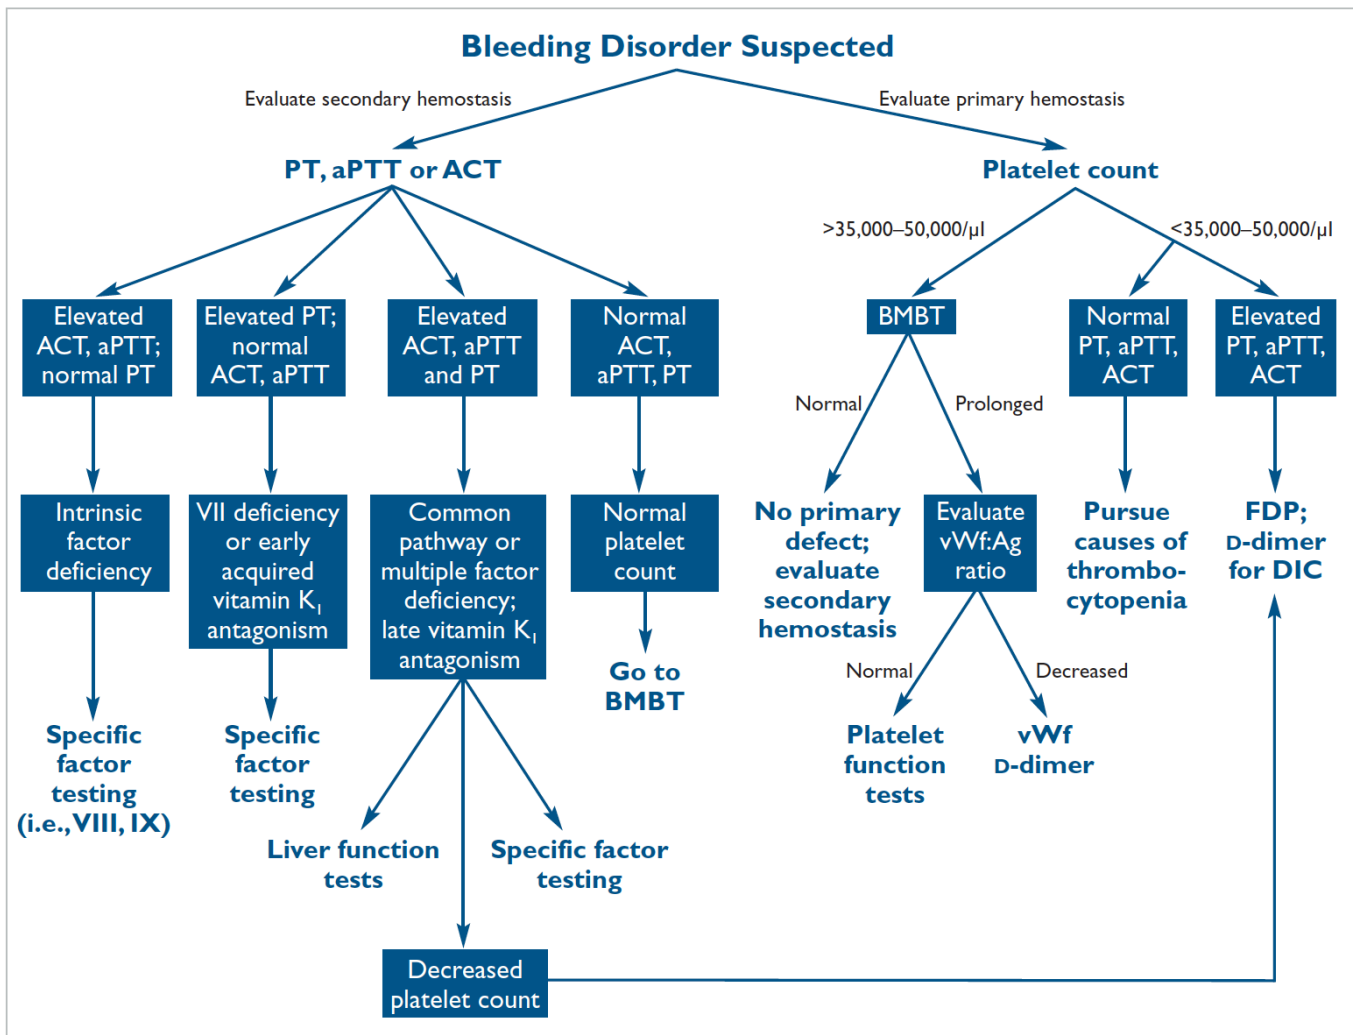 Bleeding Disorder Suspected
Evaluate secondary hemostasis
Evaluate primary hemostasis
PT, aPTT or ACT
Platelet count
>35,000–50,000/µl
<35,000–50,000/µl
Elevated
ACT, aPTT;
normal PT
Elevated PT;
normal
ACT, aPTT
Elevated
ACT, aPTT
and PT
Normal
ACT,
aPTT, PT
BMBT
Normal
PT, aPTT,
ACT
Elevated
PT, aPTT,
ACT
Normal
Prolonged
Intrinsic
factor
deficiency
VII deficiency
or early
acquired
vitamin K₁
antagonism
Common
pathway or
multiple factor
deficiency;
late vitamin K₁
antagonism
Normal
platelet
count
No primary
defect;
evaluate
secondary
hemostasis
Evaluate
vWf:Ag
ratio
Pursue
causes of
thrombo-
cytopenia
FDP;
D-dimer
for DIC
Go to
BMBT
Normal
Decreased
Specific
factor
testing
(i.e., VIII, IX)
Specific
factor
testing
Platelet
function
tests
vWf
D-dimer
Liver function
tests
Specific factor
testing
Decreased
platelet count